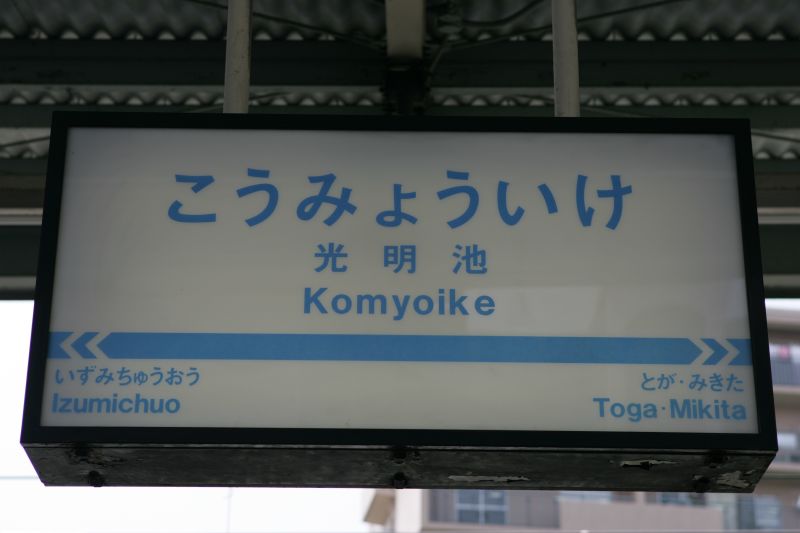 こうみょういけ
光明池
Komyoike
いずみちゅうおう
Izumichuo
とが・みきた
Toga・Mikita